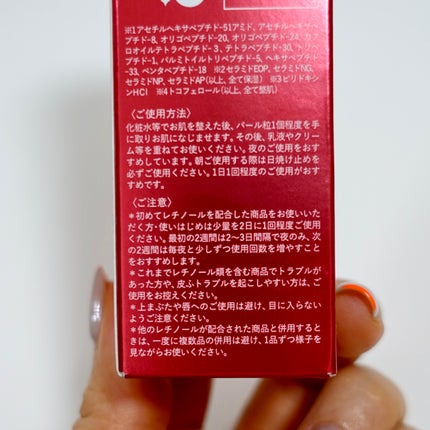 ※1アセチルヘキサペプチド-51アミド、アセチルヘキサ
ペプチド-8、オリゴペプチド-20、オリゴペプチド-24、カプ
ロオイルテトラペプチド-3、テトラペプチド-30、トリペ
プチド-1、パルミトイルトリペプチド-5、ヘキサペプチド
-33、ペンタペプチド-18 ※2セラミドEOP、セラミドNG、
セラミドNP、セラミドAP(以上、全て保湿) ※3ピリドキシ
ンHCl ※4トコフェロール(以上、全て整肌)
〈ご使用方法〉
化粧水等でお肌を整えた後、パール粒1個程度を手
に取りお肌になじませます。その後、乳液やクリー
ム等を重ねてお使いください。夜のご使用をおす
すめしています。朝ご使用する際は日焼け止めを
必ずご使用ください。1日1回程度のご使用がおす
すめです。
〈ご注意〉
＊初めてレチノールを配合した商品をお使いいた
だく方・使いはじめは少量を2日に1回程度ご使用
ください。最初の2週間は2～3日間隔で夜のみ、次
の2週間は毎夜と少しずつ使用回数を増やすこと
をおすすめします。
＊これまでレチノール類を含む商品でトラブルが
あった方や、皮ふトラブルを起こしやすい方は、ご
使用をお控えください。
＊上まぶたや唇へのご使用は避け、目に入らない
ようご注意ください。
＊他のレチノールが配合された商品と併用すると
きは、一度に複数品の併用は避け、1品ずつ様子を
見ながらお使いください。